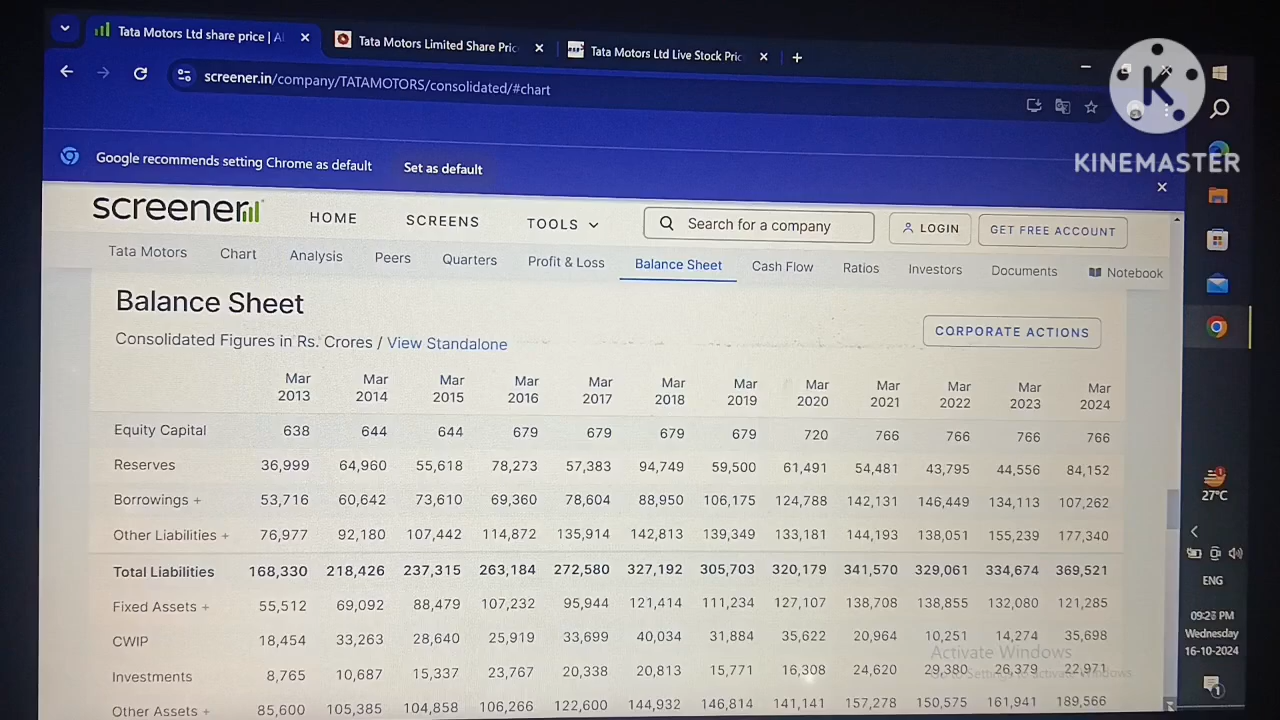 Tata Motors Ltd share price | Al
Tata Motors Limited Share Pric
Tata Motors Ltd Live Stock Pric
screener.in/company/TATAMOTORS/consolidated/#chart
K
KINEMASTER
Google recommends setting Chrome as default Set as default
screener HOME SCREENS TOOLS Search for a company LOGIN GET FREE ACCOUNT
Tata Motors Chart Analysis Peers Quarters Profit & Loss Balance Sheet Cash Flow Ratios Investors Documents Notebook
Balance Sheet
Consolidated Figures in Rs. Crores / View Standalone
CORPORATE ACTIONS
Mar Mar Mar Mar Mar Mar Mar Mar Mar Mar Mar Mar
2013 2014 2015 2016 2017 2018 2019 2020 2021 2022 2023 2024
Equity Capital 638 644 644 679 679 679 679 720 766 766 766 766
Reserves 36,999 64,960 55,618 78,273 57,383 94,749 59,500 61,491 54,481 43,795 44,556 84,152
Borrowings + 53,716 60,642 73,610 69,360 78,604 88,950 106,175 124,788 142,131 146,449 134,113 107,262
Other Liabilities + 76,977 92,180 107,442 114,872 135,914 142,813 139,349 133,181 144,193 138,051 155,239 177,340
Total Liabilities 168,330 218,426 237,315 263,184 272,580 327,192 305,703 320,179 341,570 329,061 334,674 369,521
Fixed Assets + 55,512 69,092 88,479 107,232 95,944 121,414 111,234 127,107 138,708 138,855 132,080 121,285
CWIP 18,454 33,263 28,640 25,919 33,699 40,034 31,884 35,622 20,964 10,251 14,274 35,698
Investments 8,765 10,687 15,337 23,767 20,338 20,813 15,771 16,308 24,620 29,380 26,379 22,971
Other Assets + 85,600 105,385 104,858 106,266 122,600 144,932 146,814 141,141 157,278 150,575 161,941 189,566
Activate Windows
Go to Settings to activate Windows
27°C
ENG
09:23 PM
Wednesday
16-10-2024
1